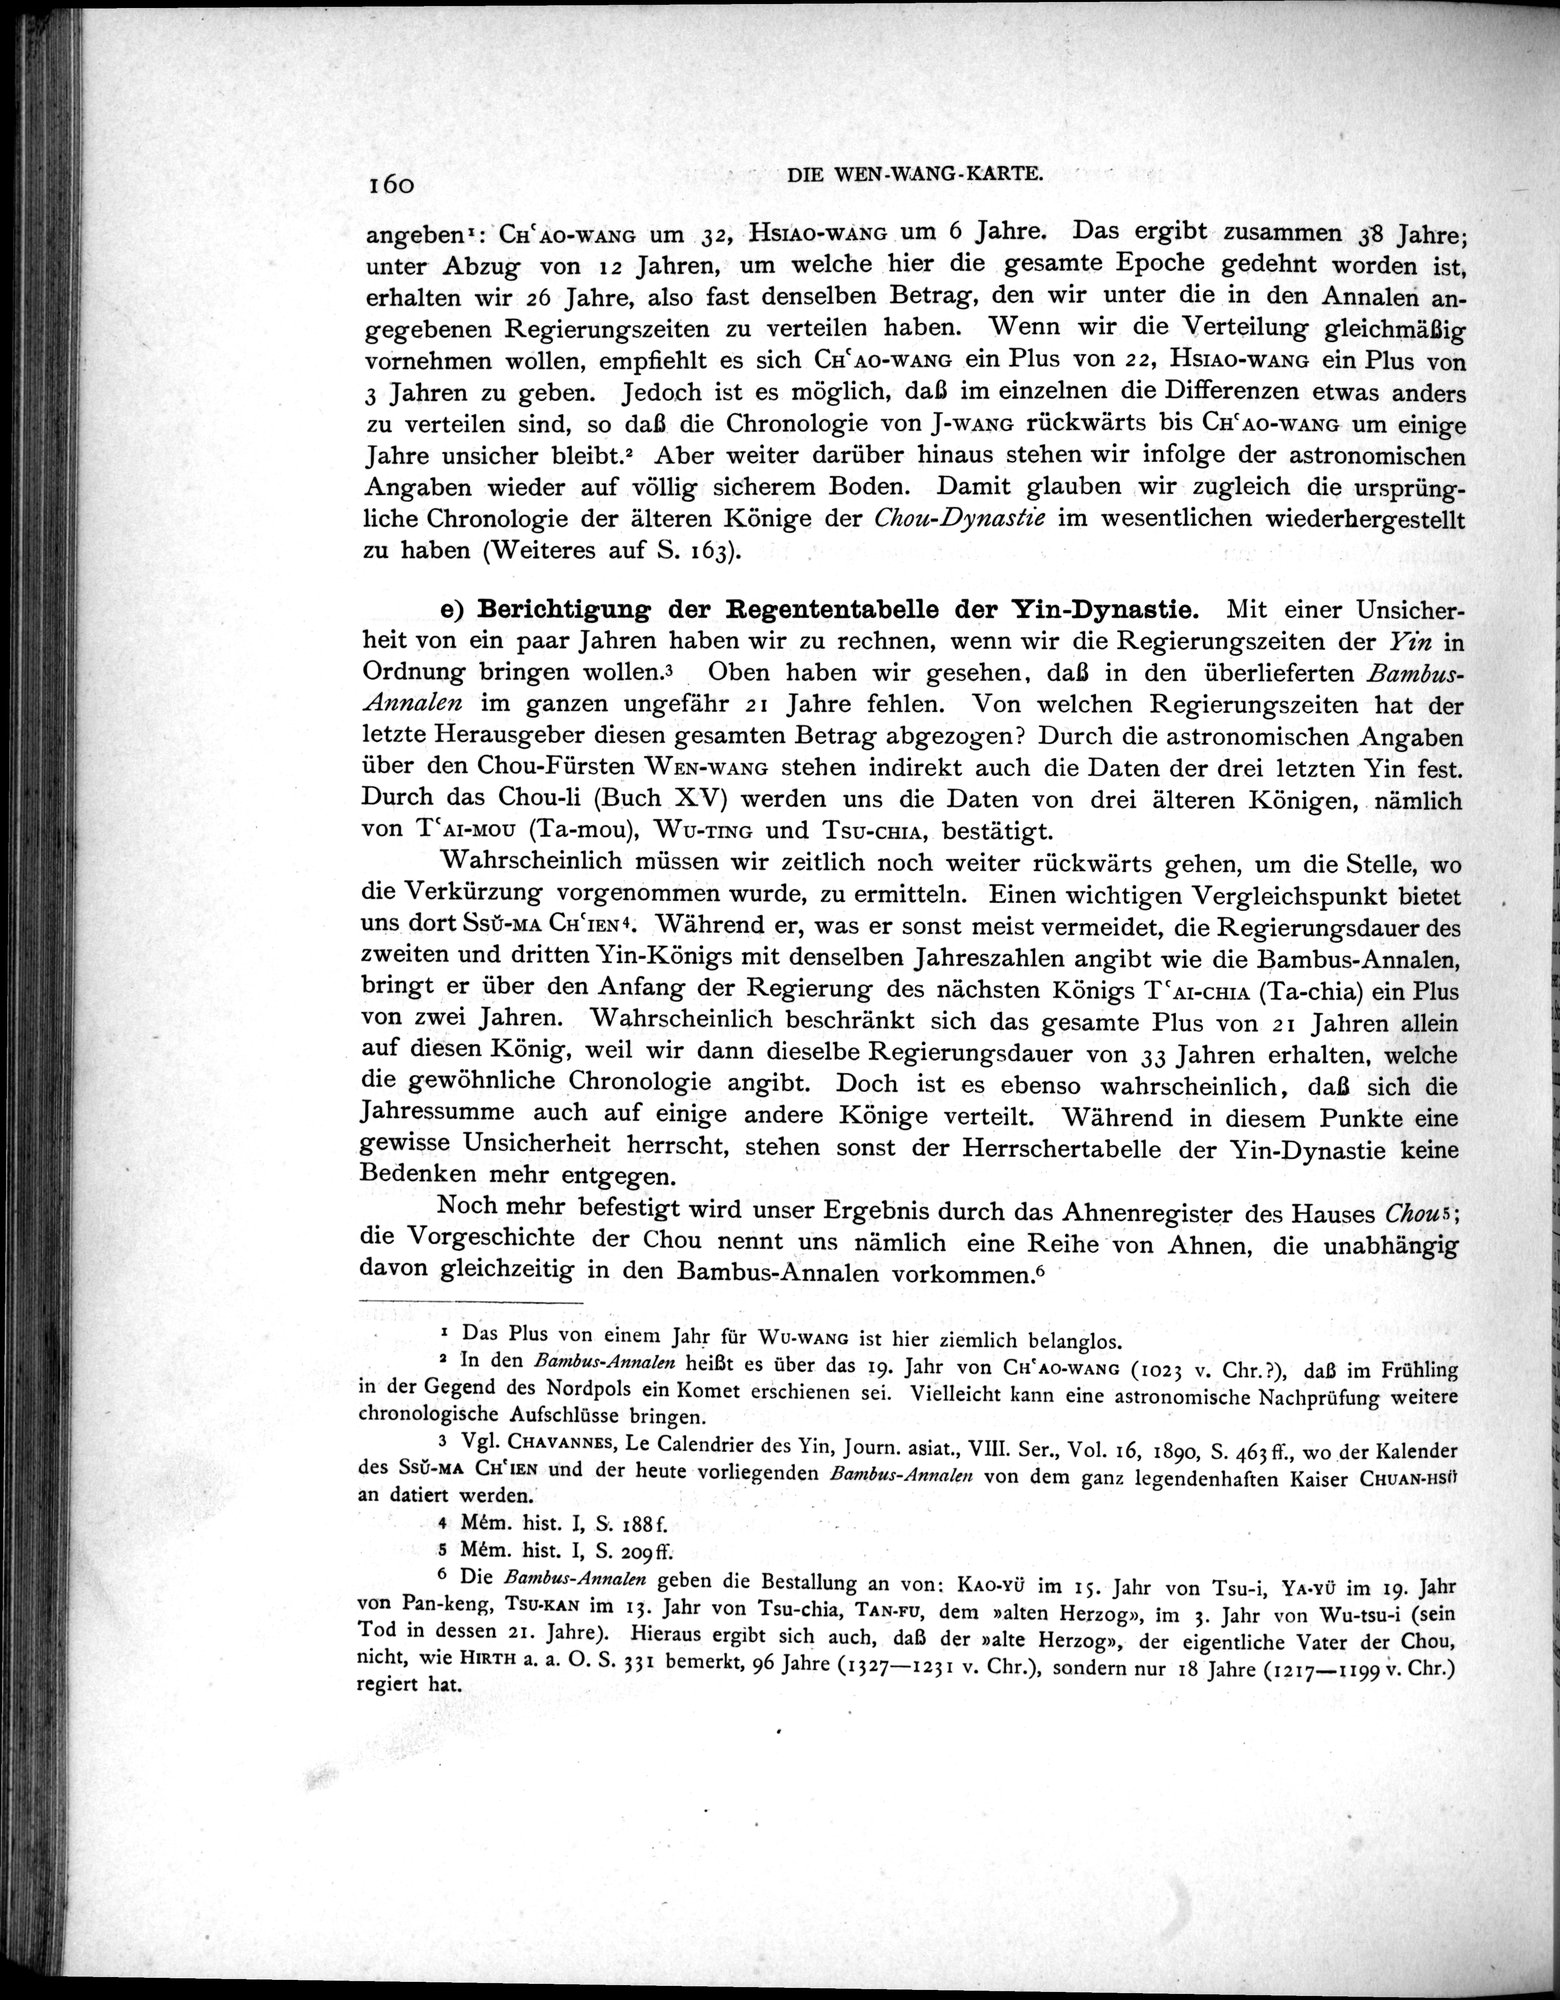 160
DIE WEN-WANG-KARTE.
angeben¹: Chʿao-wang um 32, Hsiao-wang um 6 Jahre. Das ergibt zusammen 38 Jahre;
unter Abzug von 12 Jahren, um welche hier die gesamte Epoche gedehnt worden ist,
erhalten wir 26 Jahre, also fast denselben Betrag, den wir unter die in den Annalen an-
gegebenen Regierungszeiten zu verteilen haben. Wenn wir die Verteilung gleichmäßig
vornehmen wollen, empfiehlt es sich Chʿao-wang ein Plus von 22, Hsiao-wang ein Plus von
3 Jahren zu geben. Jedoch ist es möglich, daß im einzelnen die Differenzen etwas anders
zu verteilen sind, so daß die Chronologie von J-wang rückwärts bis Chʿao-wang um einige
Jahre unsicher bleibt.² Aber weiter darüber hinaus stehen wir infolge der astronomischen
Angaben wieder auf völlig sicherem Boden. Damit glauben wir zugleich die ursprüng-
liche Chronologie der älteren Könige der Chou-Dynastie im wesentlichen wiederhergestellt
zu haben (Weiteres auf S. 163).
e) Berichtigung der Regententabelle der Yin-Dynastie. Mit einer Unsicher-
heit von ein paar Jahren haben wir zu rechnen, wenn wir die Regierungszeiten der Yin in
Ordnung bringen wollen.³ Oben haben wir gesehen, daß in den überlieferten Bambus-
Annalen im ganzen ungefähr 21 Jahre fehlen. Von welchen Regierungszeiten hat der
letzte Herausgeber diesen gesamten Betrag abgezogen? Durch die astronomischen Angaben
über den Chou-Fürsten Wen-wang stehen indirekt auch die Daten der drei letzten Yin fest.
Durch das Chou-li (Buch XV) werden uns die Daten von drei älteren Königen, nämlich
von Tʿai-mou (Ta-mou), Wu-ting und Tsu-chia, bestätigt.
Wahrscheinlich müssen wir zeitlich noch weiter rückwärts gehen, um die Stelle, wo
die Verkürzung vorgenommen wurde, zu ermitteln. Einen wichtigen Vergleichspunkt bietet
uns dort Ssŭ-ma Chʿien⁴. Während er, was er sonst meist vermeidet, die Regierungsdauer des
zweiten und dritten Yin-Königs mit denselben Jahreszahlen angibt wie die Bambus-Annalen,
bringt er über den Anfang der Regierung des nächsten Königs Tʿai-chia (Ta-chia) ein Plus
von zwei Jahren. Wahrscheinlich beschränkt sich das gesamte Plus von 21 Jahren allein
auf diesen König, weil wir dann dieselbe Regierungsdauer von 33 Jahren erhalten, welche
die gewöhnliche Chronologie angibt. Doch ist es ebenso wahrscheinlich, daß sich die
Jahressumme auch auf einige andere Könige verteilt. Während in diesem Punkte eine
gewisse Unsicherheit herrscht, stehen sonst der Herrschertabelle der Yin-Dynastie keine
Bedenken mehr entgegen.
Noch mehr befestigt wird unser Ergebnis durch das Ahnenregister des Hauses Chou⁵;
die Vorgeschichte der Chou nennt uns nämlich eine Reihe von Ahnen, die unabhängig
davon gleichzeitig in den Bambus-Annalen vorkommen.⁶
¹ Das Plus von einem Jahr für Wu-wang ist hier ziemlich belanglos.
² In den Bambus-Annalen heißt es über das 19. Jahr von Chʿao-wang (1023 v. Chr.?), daß im Frühling
in der Gegend des Nordpols ein Komet erschienen sei. Vielleicht kann eine astronomische Nachprüfung weitere
chronologische Aufschlüsse bringen.
³ Vgl. Chavannes, Le Calendrier des Yin, Journ. asiat., VIII. Ser., Vol. 16, 1890, S. 463 ff., wo der Kalender
des Ssŭ-ma Chʿien und der heute vorliegenden Bambus-Annalen von dem ganz legendenhaften Kaiser Chuan-hsü
an datiert werden.
⁴ Mém. hist. I, S. 188 f.
⁵ Mém. hist. I, S. 209 ff.
⁶ Die Bambus-Annalen geben die Bestallung an von: Kao-yü im 15. Jahr von Tsu-i, Ya-yü im 19. Jahr
von Pan-keng, Tsu-kan im 13. Jahr von Tsu-chia, Tan-fu, dem »alten Herzog», im 3. Jahr von Wu-tsu-i (sein
Tod in dessen 21. Jahre). Hieraus ergibt sich auch, daß der »alte Herzog», der eigentliche Vater der Chou,
nicht, wie Hirth a. a. O. S. 331 bemerkt, 96 Jahre (1327—1231 v. Chr.), sondern nur 18 Jahre (1217—1199 v. Chr.)
regiert hat.